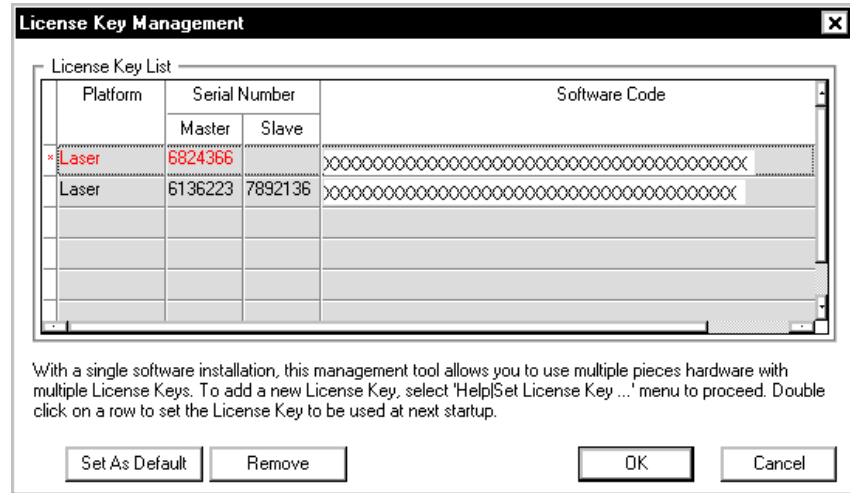 License Key Management
License Key List
Platform Serial Number Software Code
Master Slave
* Laser 6824366 XXXXXXXXXXXXXXXXXXXXXXXXXXXXXXXXXXXXXXX
Laser 6136223 7892136 XXXXXXXXXXXXXXXXXXXXXXXXXXXXXXXXXXXXXX
With a single software installation, this management tool allows you to use multiple pieces hardware with
multiple License Keys. To add a new License Key, select 'Help|Set License Key ...' menu to proceed. Double
click on a row to set the License Key to be used at next startup.
Set As Default Remove OK Cancel